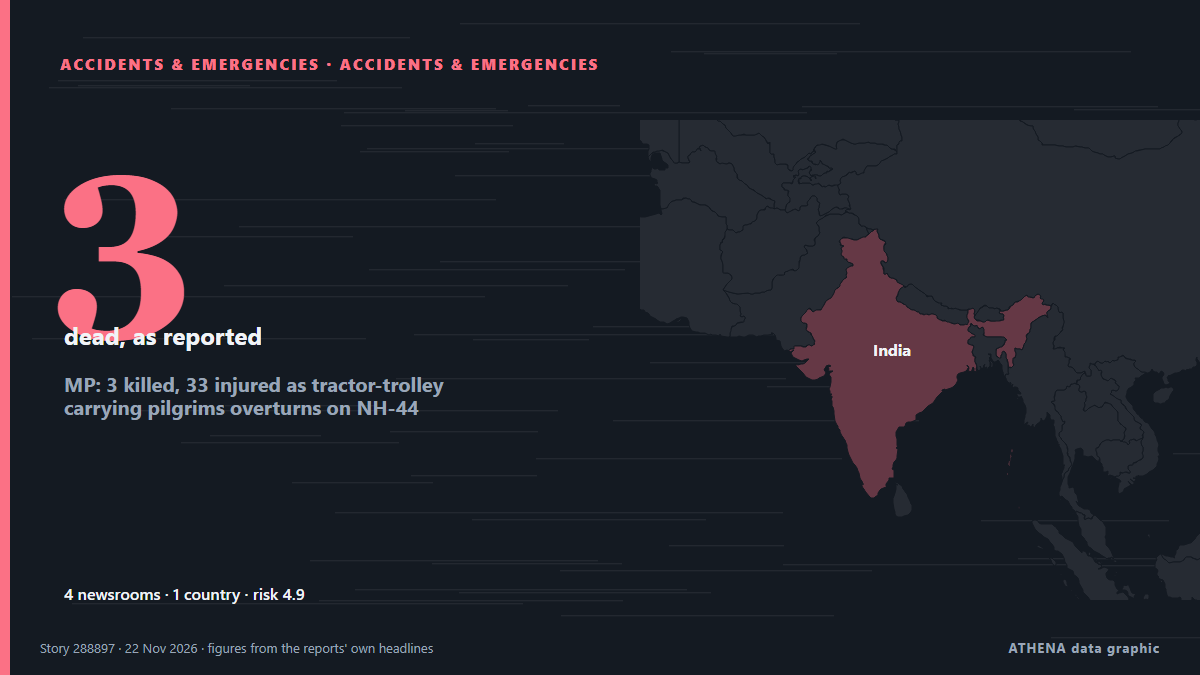 ACCIDENTS & EMERGENCIES · ACCIDENTS & EMERGENCIES
3
dead, as reported
MP: 3 killed, 33 injured as tractor-trolley
carrying pilgrims overturns on NH-44
India
4 newsrooms · 1 country · risk 4.9
Story 288897 · 22 Nov 2026 · figures from the reports' own headlines
ATHENA data graphic